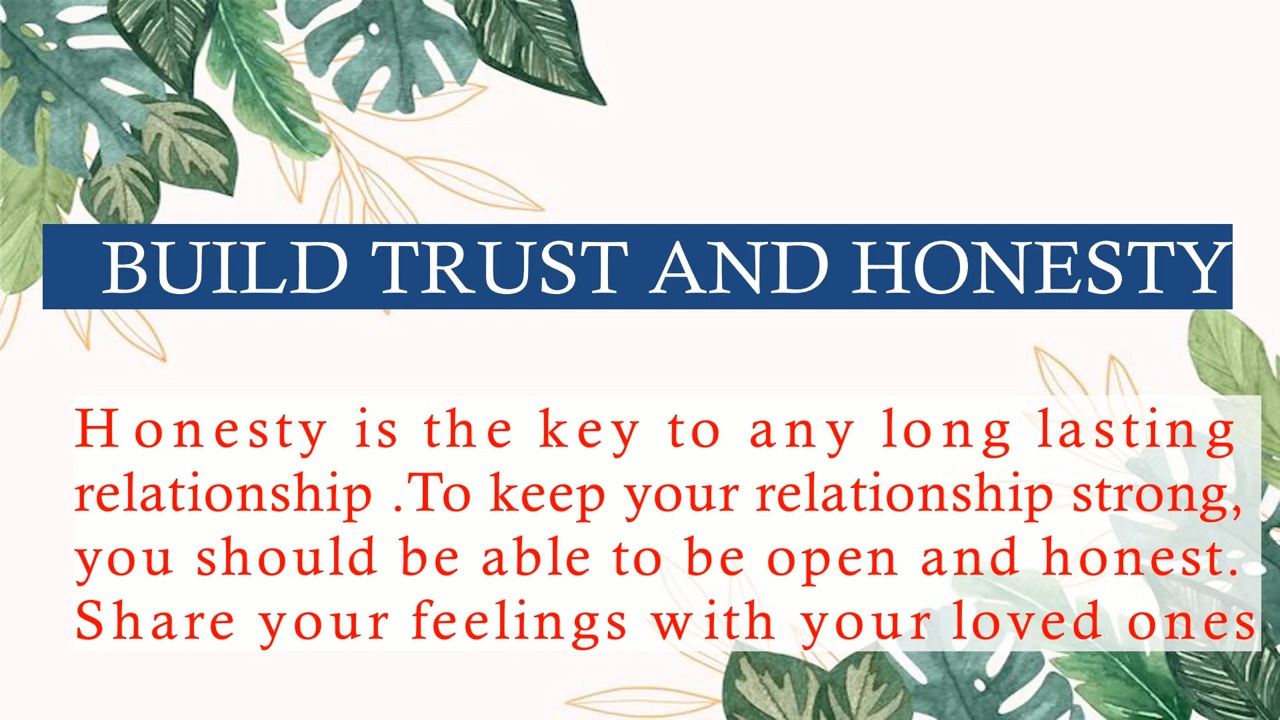 BUILD TRUST AND HONESTY
Honesty is the key to any long lasting
relationship .To keep your relationship strong,
you should be able to be open and honest.
Share your feelings with your loved ones